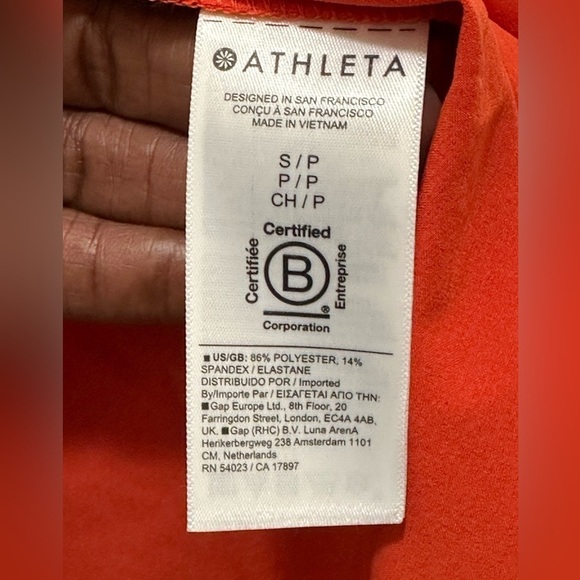 ATHLETA
DESIGNED IN SAN FRANCISCO
CONÇU À SAN FRANCISCO
MADE IN VIETNAM
S / P
P / P
CH / P
Certified
Certifiée
B
Entreprise
®
Corporation
■ US/GB: 86% POLYESTER, 14%
SPANDEX / ELASTANE
DISTRIBUIDO POR / Imported
By/Importe Par / ΕΙΣΑΓΕΤΑΙ ΑΠΟ ΤΗΝ:
■ Gap Europe Ltd., 8th Floor, 20
Farringdon Street, London, EC4A 4AB,
UK. ■ Gap (RHC) B.V. Luna ArenA
Herikerbergweg 238 Amsterdam 1101
CM, Netherlands
RN 54023 / CA 17897